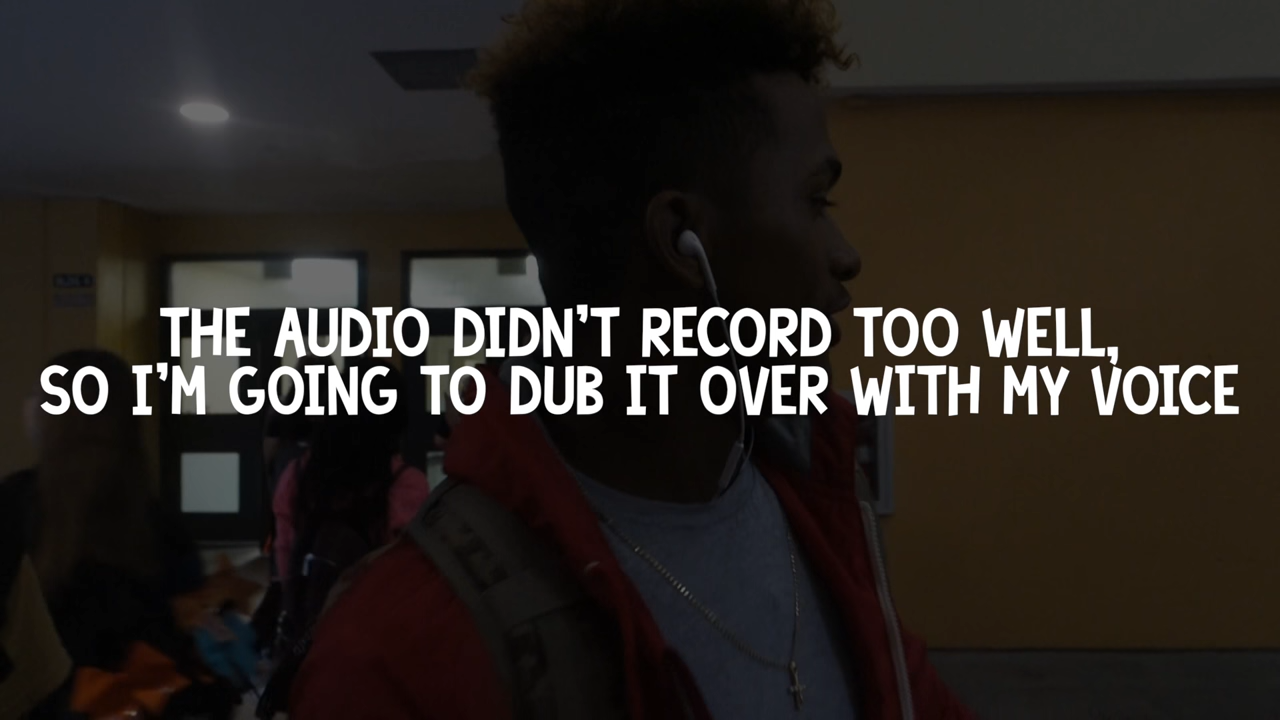 THE AUDIO DIDN'T RECORD TOO WELL,
SO I'M GOING TO DUB IT OVER WITH MY VOICE